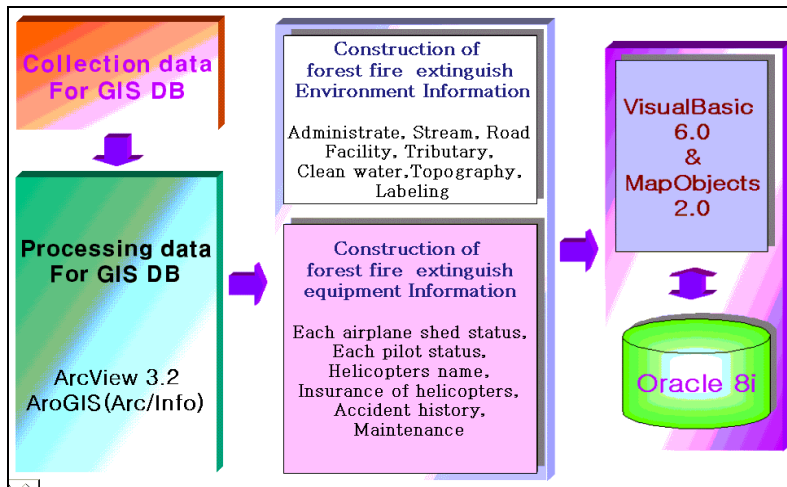 Collection data
For GIS DB
Processing data
For GIS DB
ArcView 3.2
AroGIS(Arc/Info)
Construction of
forest fire extinguish
Environment Information
Administrate, Stream, Road
Facility, Tributary,
Clean water,Topography,
Labeling
Construction of
forest fire extinguish
equipment Information
Each airplane shed status,
Each pilot status,
Helicopters name,
Insurance of helicopters,
Accident history,
Maintenance
VisualBasic
6.0
&
MapObjects
2.0
Oracle 8i